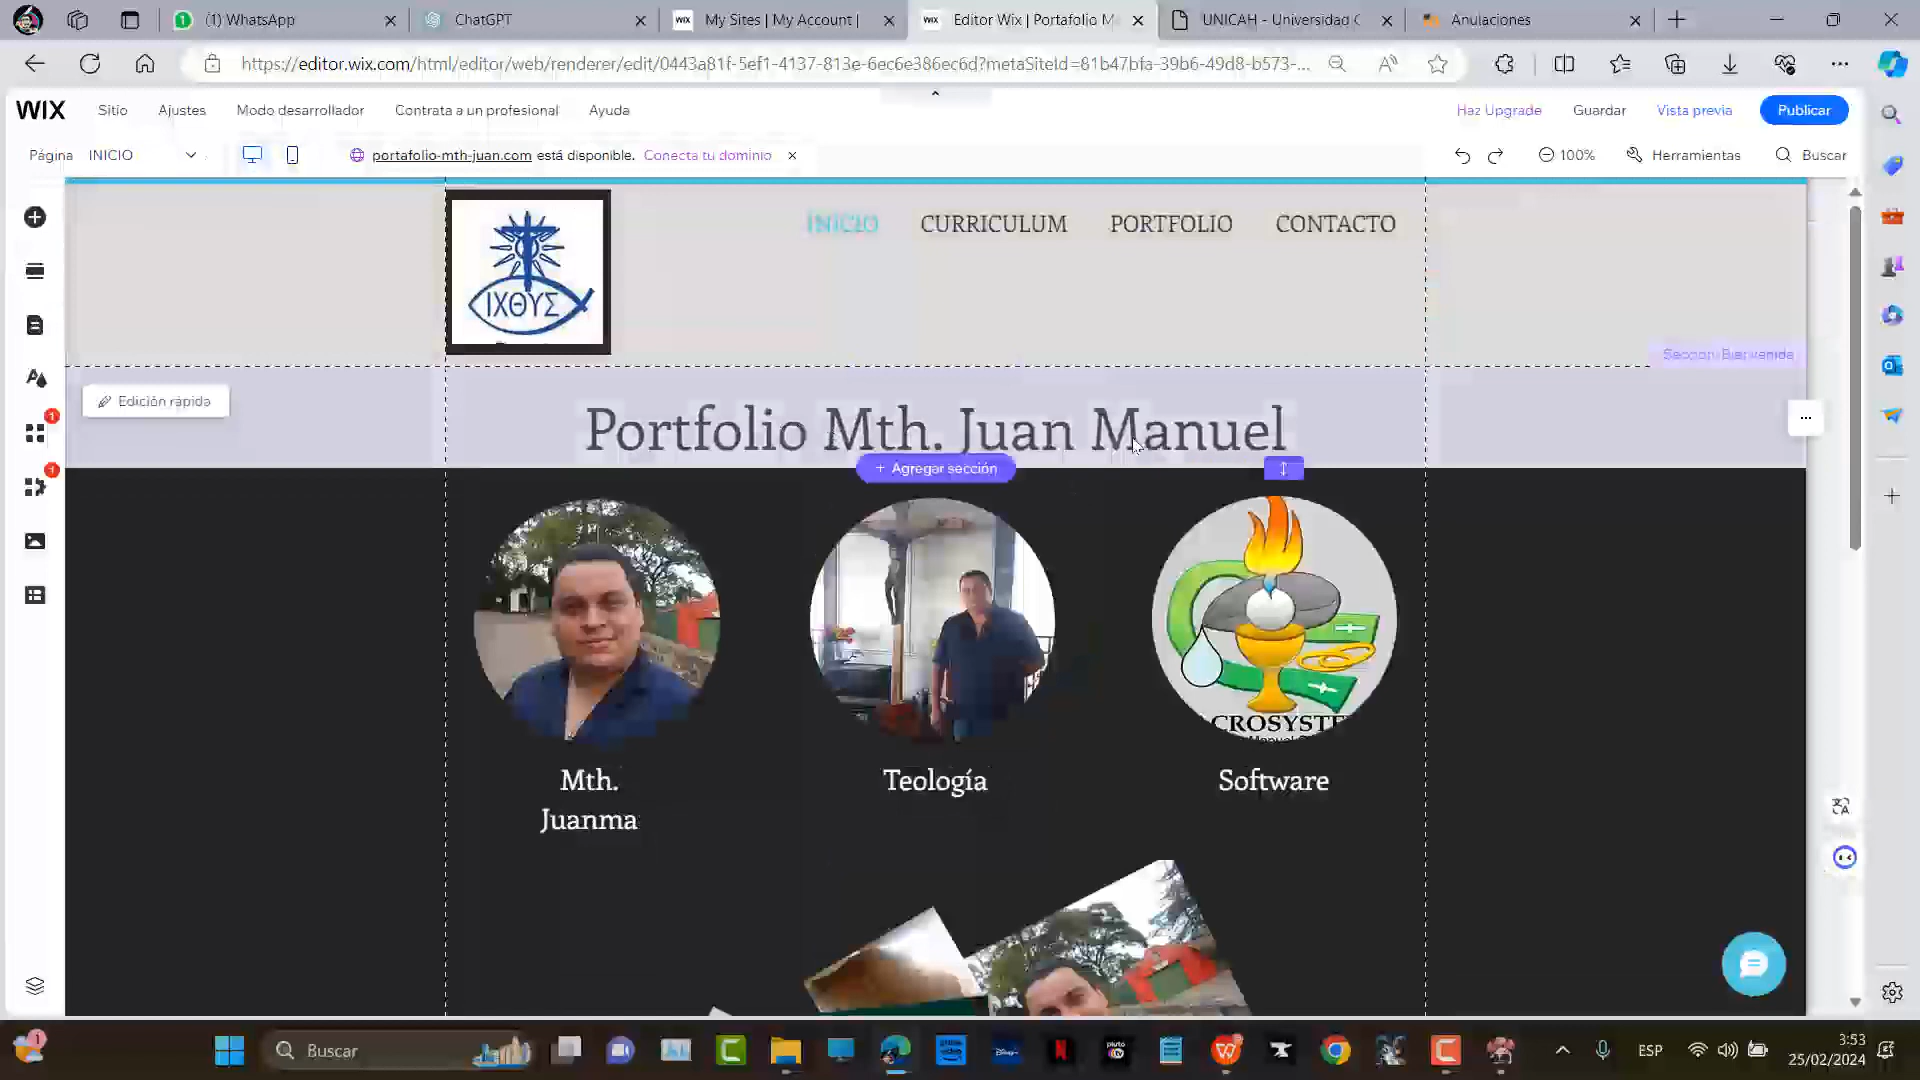 (1) WhatsApp
ChatGPT
My Sites | My Account |
Editor Wix | Portafolio M
UNICAH - Universidad C
Anulaciones
https://editor.wix.com/html/editor/web/renderer/edit/0443a81f-5ef1-4137-813e-6ec6e386ec6d?metaSiteId=81b47bfa-39b6-49d8-b573-...
WIX
Sitio
Ajustes
Modo desarrollador
Contrata a un profesional
Ayuda
Haz Upgrade
Guardar
Vista previa
Publicar
Página INICIO
portafolio-mth-juan.com está disponible. Conecta tu dominio
100%
Herramientas
Buscar
INICIO
CURRICULUM
PORTFOLIO
CONTACTO
ΙΧΘΥΣ
Sección: Bienvenida
Edición rápida
Portfolio Mth. Juan Manuel
+ Agregar sección
CROSYSTE
Mth.
Juanma
Teología
Software
Buscar
ESP
3:53
25/02/2024